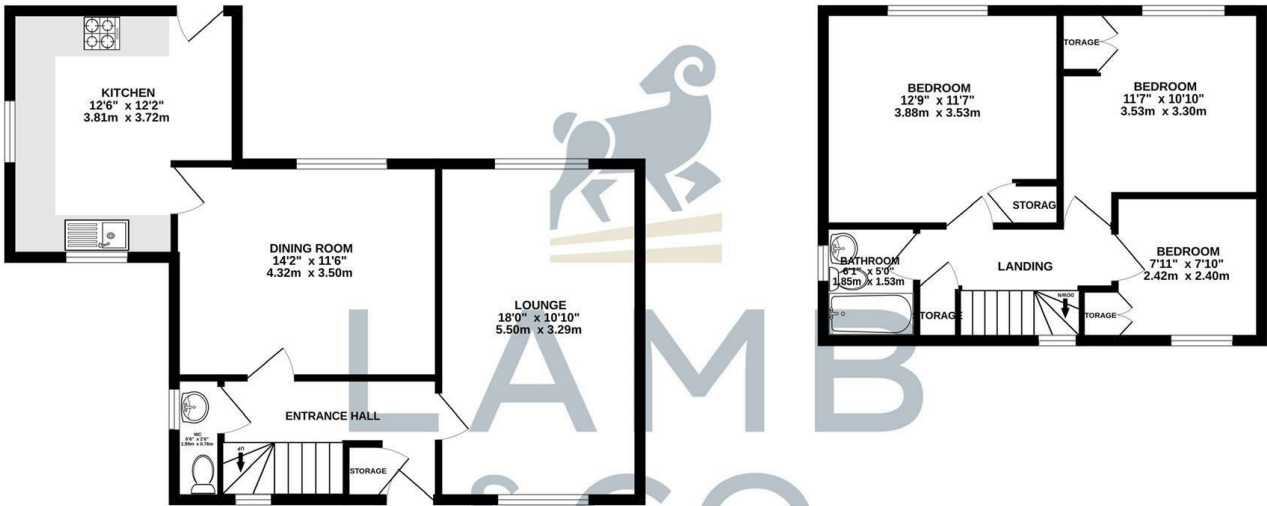 KITCHEN
12'6" x 12'2"
3.81m x 3.72m
DINING ROOM
14'2" x 11'6"
4.32m x 3.50m
LOUNGE
18'0" x 10'10"
5.50m x 3.29m
ENTRANCE HALL
WC
UP
STORAGE
BEDROOM
12'9" x 11'7"
3.88m x 3.53m
TORAGE
BEDROOM
11'7" x 10'10"
3.53m x 3.30m
STORAG
BATHROOM
6'1" x 5'0"
1.85m x 1.53m
LANDING
BEDROOM
7'11" x 7'10"
2.42m x 2.40m
TORAGE
DOWN
TORAGE
LAMB
& CO